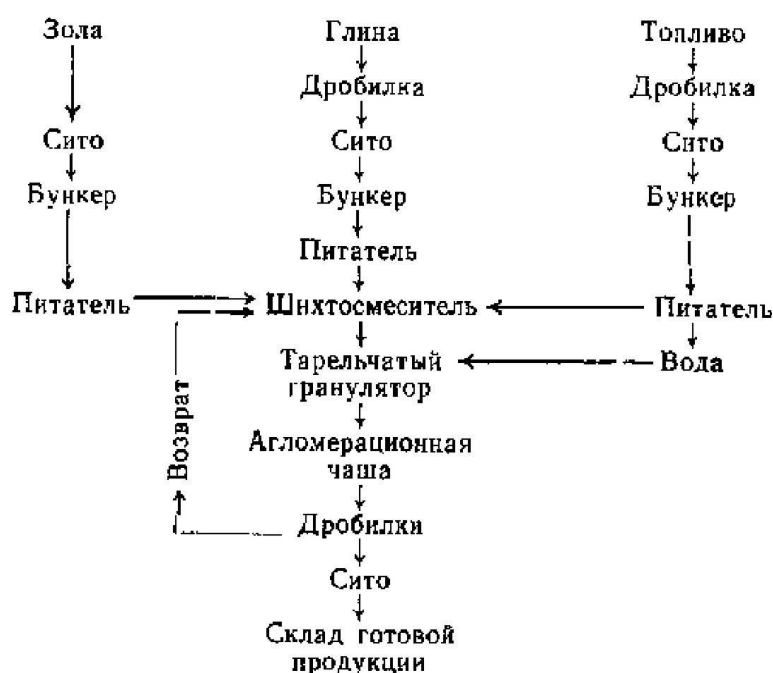 Зола Глина Топливо
Дробилка Дробилка
Сито Сито Сито
Бункер Бункер Бункер
Питатель
Питатель Шихтосмеситель Питатель
Тарельчатый Вода
гранулятор
Возврат
Агломерационная
чаша
Дробилки
Сито
Склад готовой
продукции